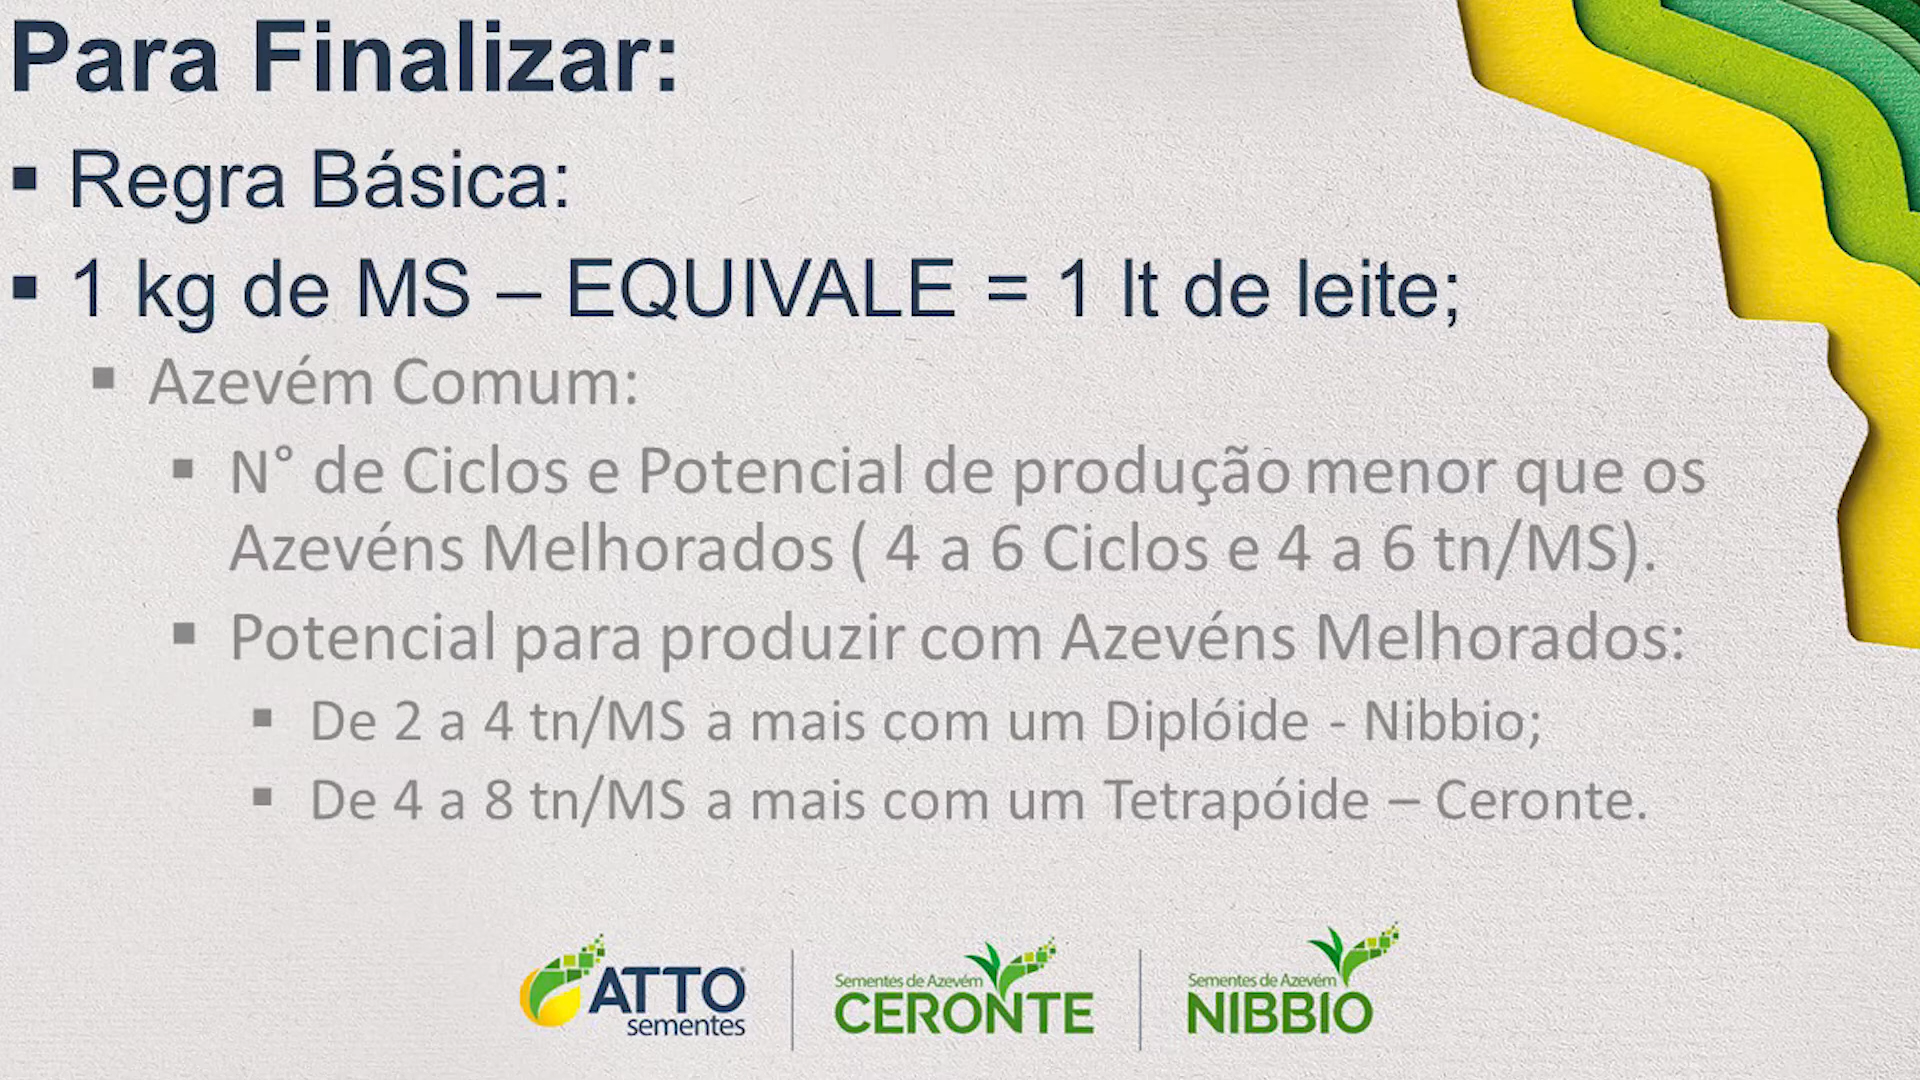 Para Finalizar:
▪ Regra Básica:
▪ 1 kg de MS – EQUIVALE = 1 lt de leite;
▪ Azevém Comum:
▪ N° de Ciclos e Potencial de produção menor que os
Azevéns Melhorados ( 4 a 6 Ciclos e 4 a 6 tn/MS).
▪ Potencial para produzir com Azevéns Melhorados:
▪ De 2 a 4 tn/MS a mais com um Diplóide - Nibbio;
▪ De 4 a 8 tn/MS a mais com um Tetrapóide – Ceronte.
ATTO
sementes
Sementes de Azevém
CERONTE
Sementes de Azevém
NIBBIO